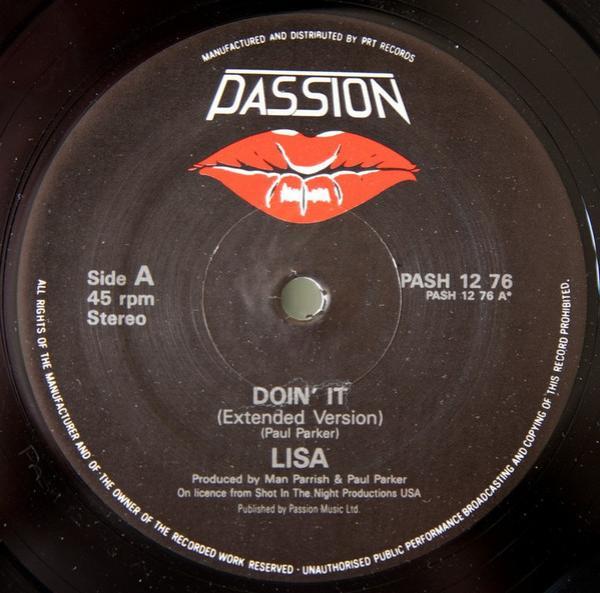 MANUFACTURED AND DISTRIBUTED BY PRT RECORDS
PASSION
Side A
45 rpm
Stereo
PASH 12 76
PASH 12 76 A*
DOIN' IT
(Extended Version)
(Paul Parker)
LISA
Produced by Man Parrish & Paul Parker
On licence from Shot In The Night Productions USA
Published by Passion Music Ltd.
ALL RIGHTS OF THE MANUFACTURER AND OF THE OWNER OF THE RECORDED WORK RESERVED - UNAUTHORISED PUBLIC PERFORMANCE BROADCASTING AND COPYING OF THIS RECORD PROHIBITED.